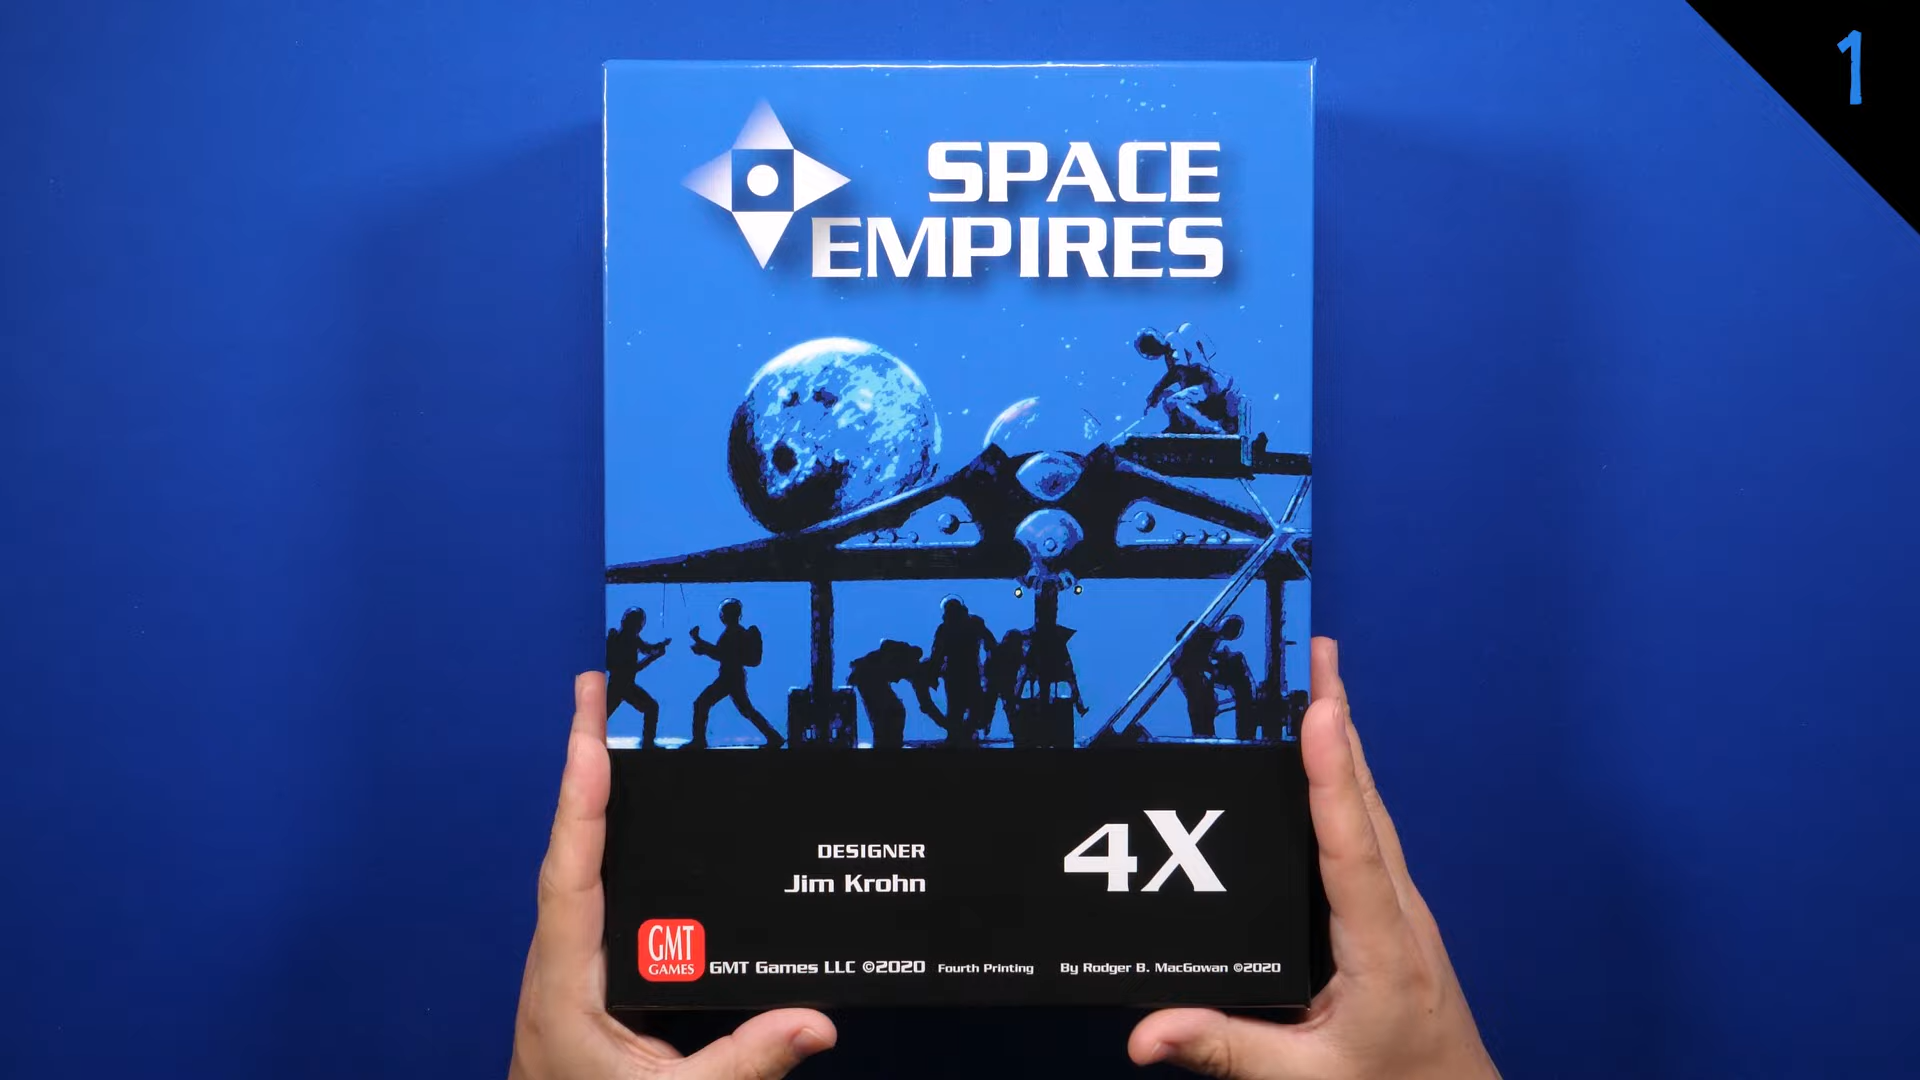 1
SPACE
EMPIRES
DESIGNER
Jim Krohn
4X
GMT
GAMES
GMT Games LLC ©2020 Fourth Printing By Rodger B. MacGowan ©2020